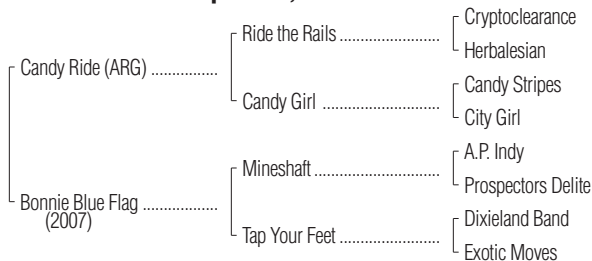 Cryptoclearance
Ride the Rails
Herbalesian
Candy Ride (ARG)
Candy Stripes
Candy Girl
City Girl
A.P. Indy
Mineshaft
Prospectors Delite
Bonnie Blue Flag
(2007)
Dixieland Band
Tap Your Feet
Exotic Moves